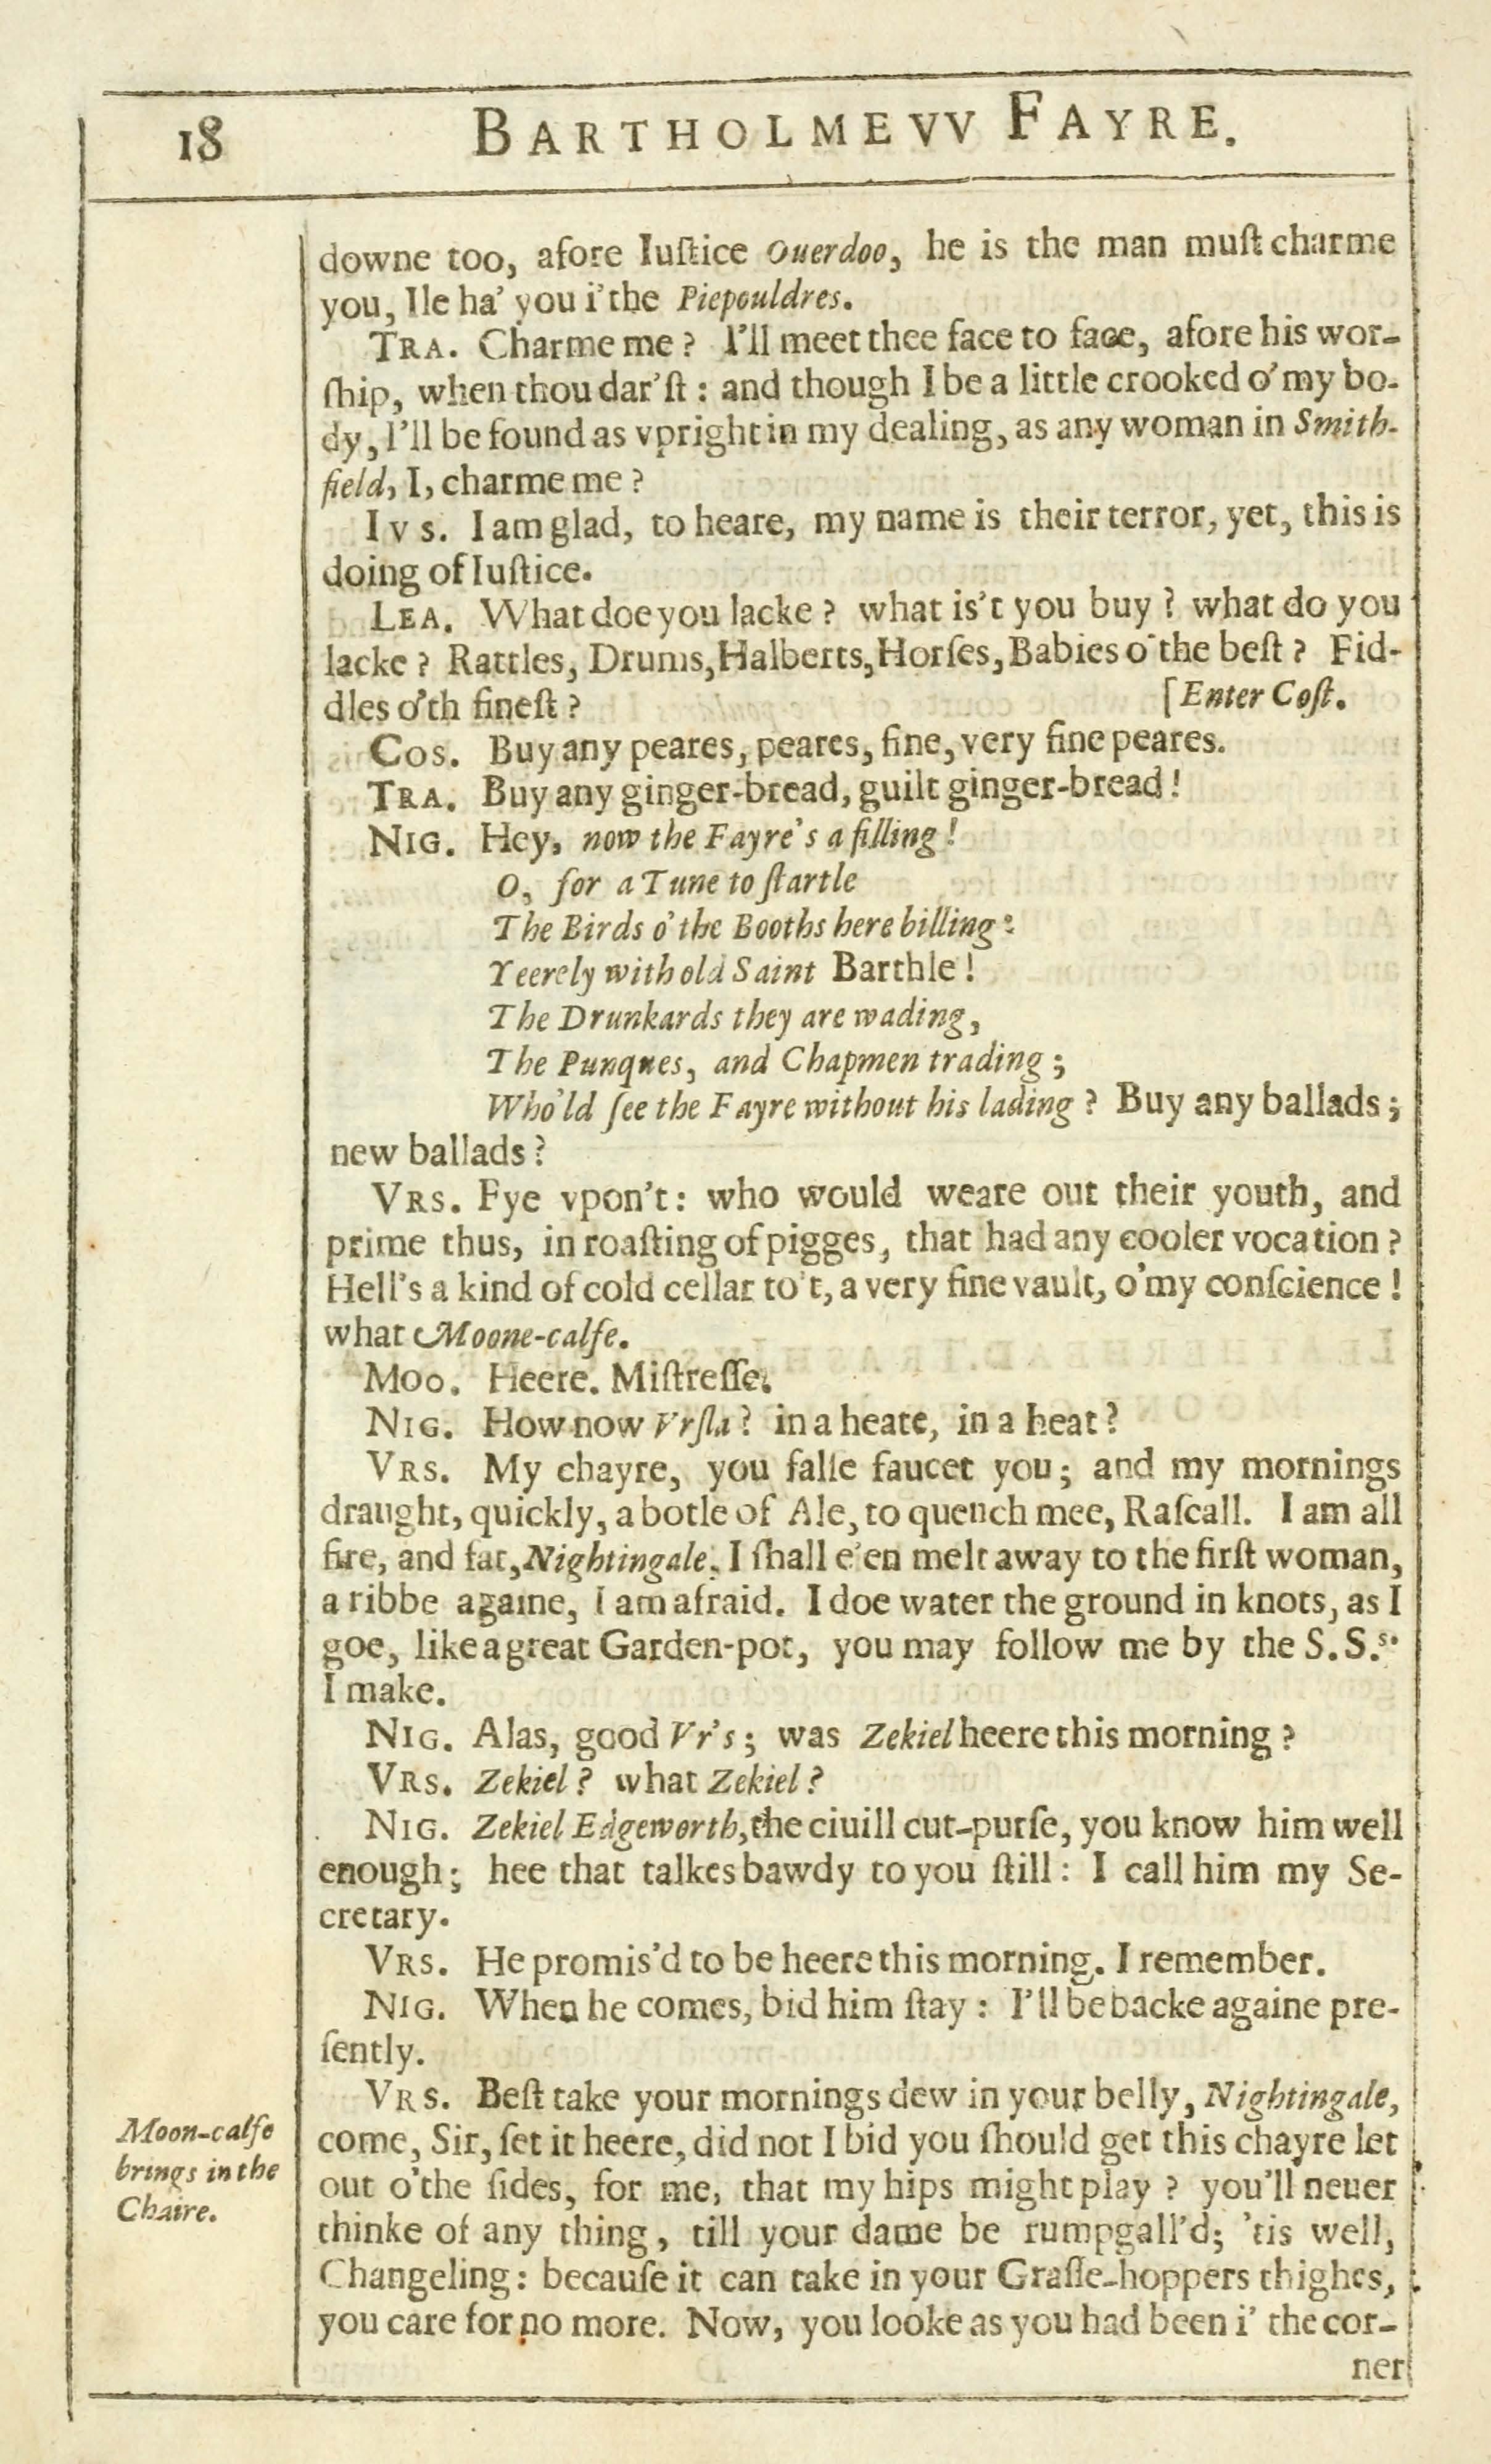 18 BARTHOLMEVV FAYRE.
downe too, afore Iuſtice Ouerdoo, he is the man muſt charme
you, Ile ha' you i'the Piepouldres.
TRA. Charme me? I'll meet thee face to face, afore his wor-
ſhip, when thou dar'ſt: and though I be a little crooked o'my bo-
dy, I'll be found as vpright in my dealing, as any woman in Smith-
field, I, charme me?
IVS. I am glad, to heare, my name is their terror, yet, this is
doing of Iuſtice.
LEA. What doe you lacke? what is't you buy? what do you
lacke? Rattles, Drums, Halberts, Horſes, Babies o'the beſt? Fid-
dles o'th fineſt? [Enter Coſt.
COS. Buy any peares, peares, fine, very fine peares.
TRA. Buy any ginger-bread, guilt ginger-bread!
NIG. Hey, now the Fayre's a filling!
O, for a Tune to ſtartle
The Birds o'the Booths here billing:
Yeerely with old Saint Barthle!
The Drunkards they are wading,
The Punques, and Chapmen trading;
Who'ld ſee the Fayre without his lading? Buy any ballads;
new ballads?
VRS. Fye vpon't: who would weare out their youth, and
prime thus, in roaſting of pigges, that had any cooler vocation?
Hell's a kind of cold cellar to't, a very fine vault, o'my conſcience!
what Moone-calfe.
MOO. Heere. Miſtreſſe.
NIG. How now Vrſla? in a heate, in a heat?
VRS. My chayre, you falſe faucet you; and my mornings
draught, quickly, a botle of Ale, to quench mee, Raſcall. I am all
fire, and fat, Nightingale. I ſhall e'en melt away to the firſt woman,
a ribbe againe, I am afraid. I doe water the ground in knots, as I
goe, like a great Garden-pot, you may follow me by the S.S.s.
I make.
NIG. Alas, good Vr's; was Zekiel heere this morning?
VRS. Zekiel? what Zekiel?
NIG. Zekiel Edgeworth, the ciuill cut-purſe, you know him well
enough; hee that talkes bawdy to you ſtill: I call him my Se-
cretary.
VRS. He promis'd to be heere this morning. I remember.
NIG. When he comes, bid him ſtay: I'll be backe againe pre-
ſently.
VRS. Beſt take your mornings dew in your belly, Nightingale,
Moon-calfe
brings in the
Chaire.
come, Sir, ſet it heere, did not I bid you ſhould get this chayre let
out o'the ſides, for me, that my hips might play? you'll neuer
thinke of any thing, till your dame be rumpgall'd; 'tis well,
Changeling: becauſe it can take in your Graſſe-hoppers thighes,
you care for no more. Now, you looke as you had been i' the cor-
ner